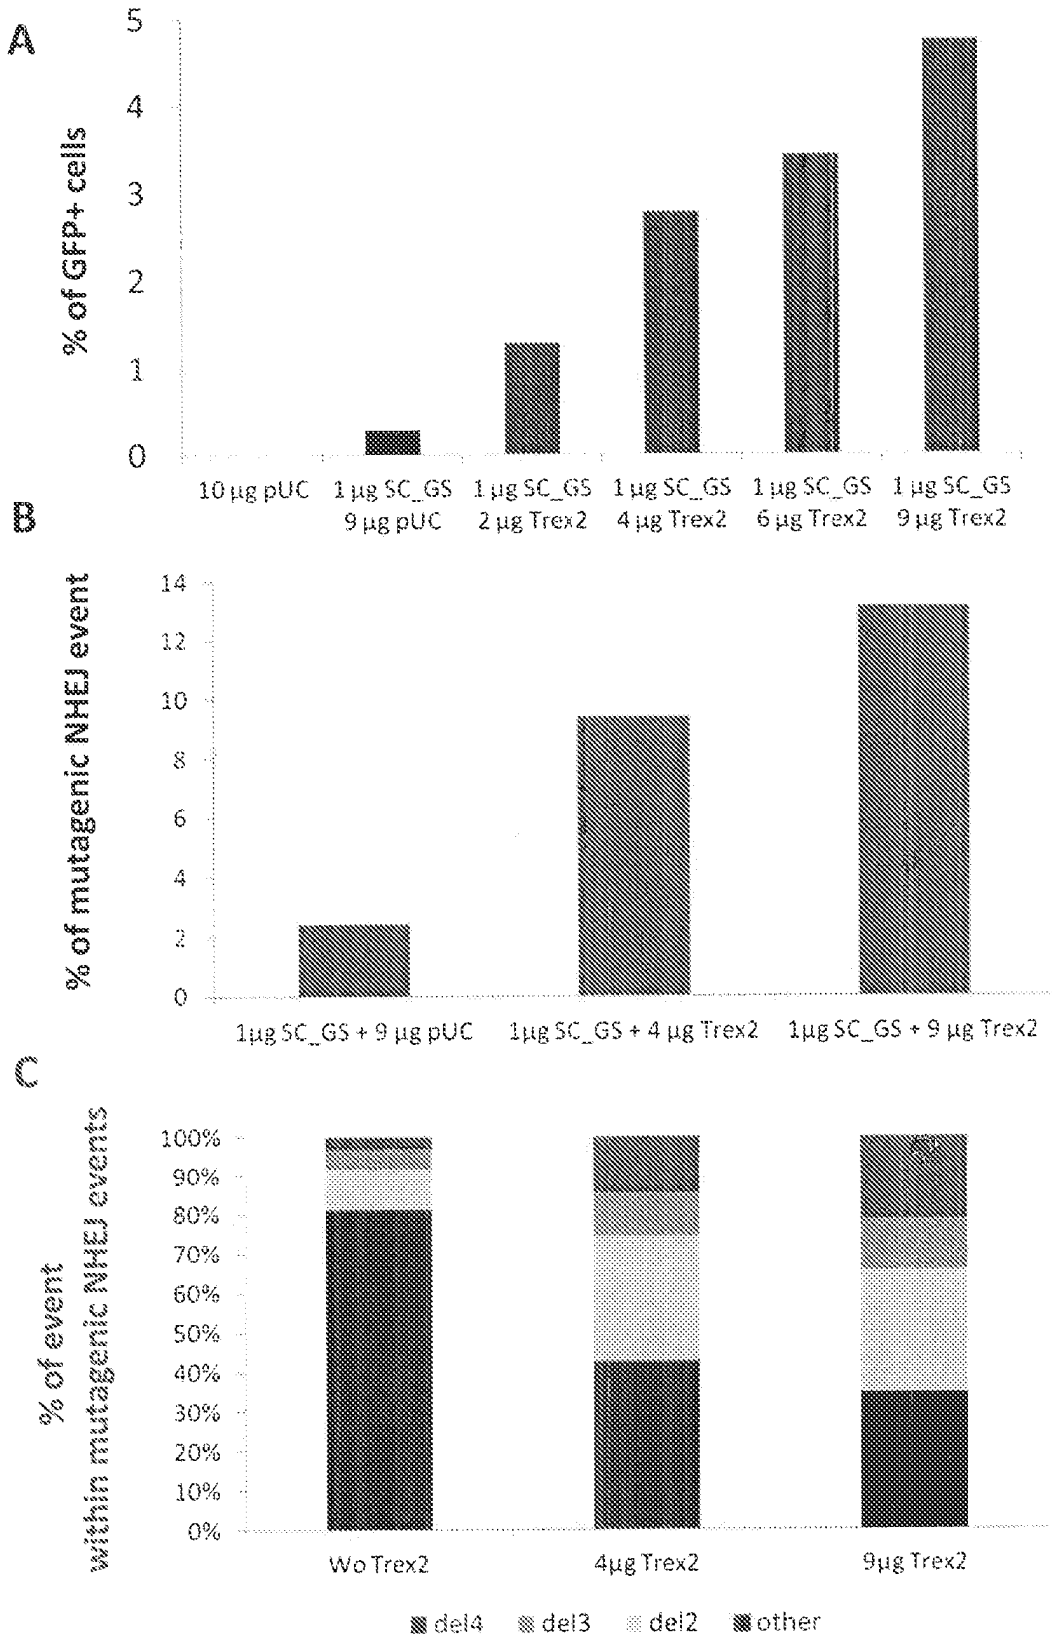 A
% of GFP+ cells
5
4
3
2
1
0
10 µg pUC
1 µg SC_GS
9 µg pUC
1 µg SC_GS
2 µg Trex2
1 µg SC_GS
4 µg Trex2
1 µg SC_GS
6 µg Trex2
1 µg SC_GS
9 µg Trex2
B
% of mutagenic NHEJ event
14
12
10
8
6
4
2
0
1µg SC_GS + 9 µg pUC
1µg SC_GS + 4 µg Trex2
1µg SC_GS + 9 µg Trex2
C
% of event
within mutagenic NHEJ events
100%
90%
80%
70%
60%
50%
40%
30%
20%
10%
0%
Wo Trex2
4µg Trex2
9µg Trex2
del4
del3
del2
other